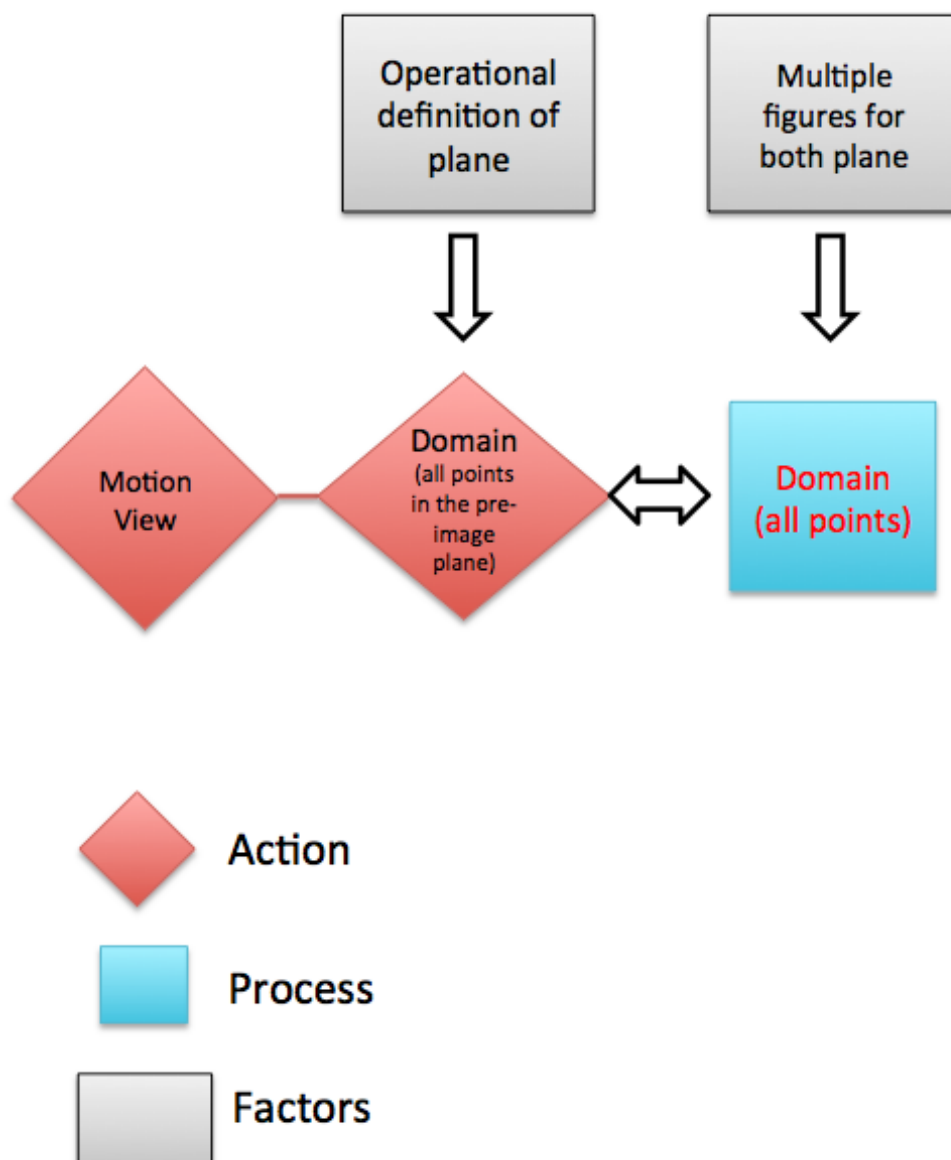 Operational
definition of
plane
Multiple
figures for
both plane
Motion
View
Domain
(all points
in the pre-
image
plane)
Domain
(all points)
Action
Process
Factors